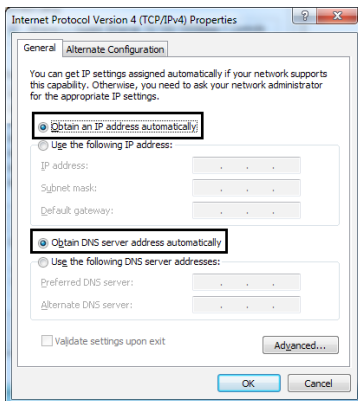 Internet Protocol Version 4 (TCP/IPv4) Properties
General
Alternate Configuration
You can get IP settings assigned automatically if your network supports
this capability. Otherwise, you need to ask your network administrator
for the appropriate IP settings.
Obtain an IP address automatically
Use the following IP address:
IP address:
Subnet mask:
Default gateway:
Obtain DNS server address automatically
Use the following DNS server addresses:
Preferred DNS server:
Alternate DNS server:
Validate settings upon exit
Advanced...
OK
Cancel